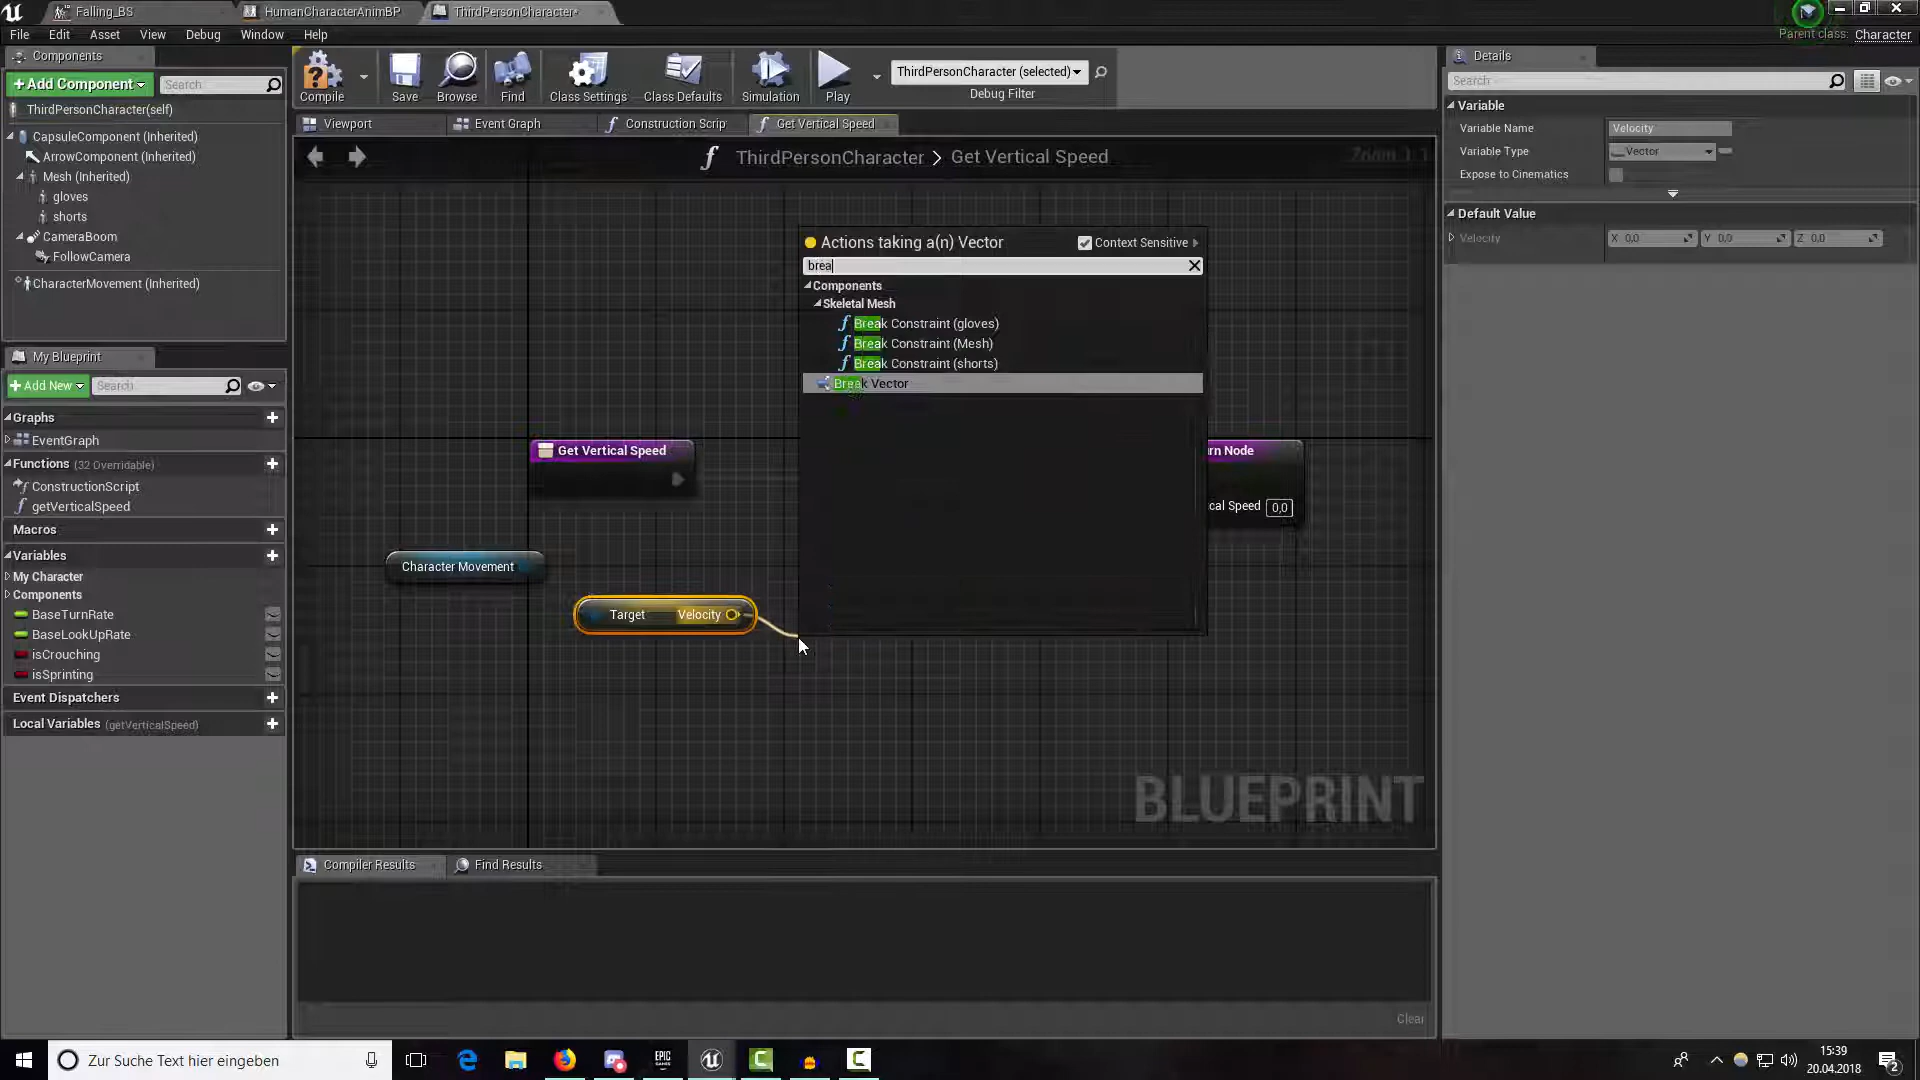 Falling_BS
HumanCharacterAnimBP
ThirdPersonCharacter*
File Edit Asset View Debug Window Help
Parent class: Character
Components
+ Add Component
Search
ThirdPersonCharacter(self)
CapsuleComponent (Inherited)
ArrowComponent (Inherited)
Mesh (Inherited)
gloves
shorts
CameraBoom
FollowCamera
CharacterMovement (Inherited)
My Blueprint
+ Add New
Search
Graphs
EventGraph
Functions (32 Overridable)
ConstructionScript
getVerticalSpeed
Macros
Variables
My Character
Components
BaseTurnRate
BaseLookUpRate
isCrouching
isSprinting
Event Dispatchers
Local Variables (getVerticalSpeed)
Compile Save Browse Find Class Settings Class Defaults Simulation Play
ThirdPersonCharacter (selected)
Debug Filter
Viewport Event Graph Construction Scrip Get Vertical Speed
ThirdPersonCharacter > Get Vertical Speed
Zoom 1:1
Actions taking a(n) Vector
Context Sensitive
brea
Components
Skeletal Mesh
Break Constraint (gloves)
Break Constraint (Mesh)
Break Constraint (shorts)
Break Vector
Get Vertical Speed
rn Node
cal Speed 0,0
Character Movement
Target Velocity
BLUEPRINT
Compiler Results
Find Results
Clear
Details
Search
Variable
Variable Name Velocity
Variable Type Vector
Expose to Cinematics
Default Value
Velocity X 0,0 Y 0,0 Z 0,0
Zur Suche Text hier eingeben
EPIC
GAMES
15:39
20.04.2018
2